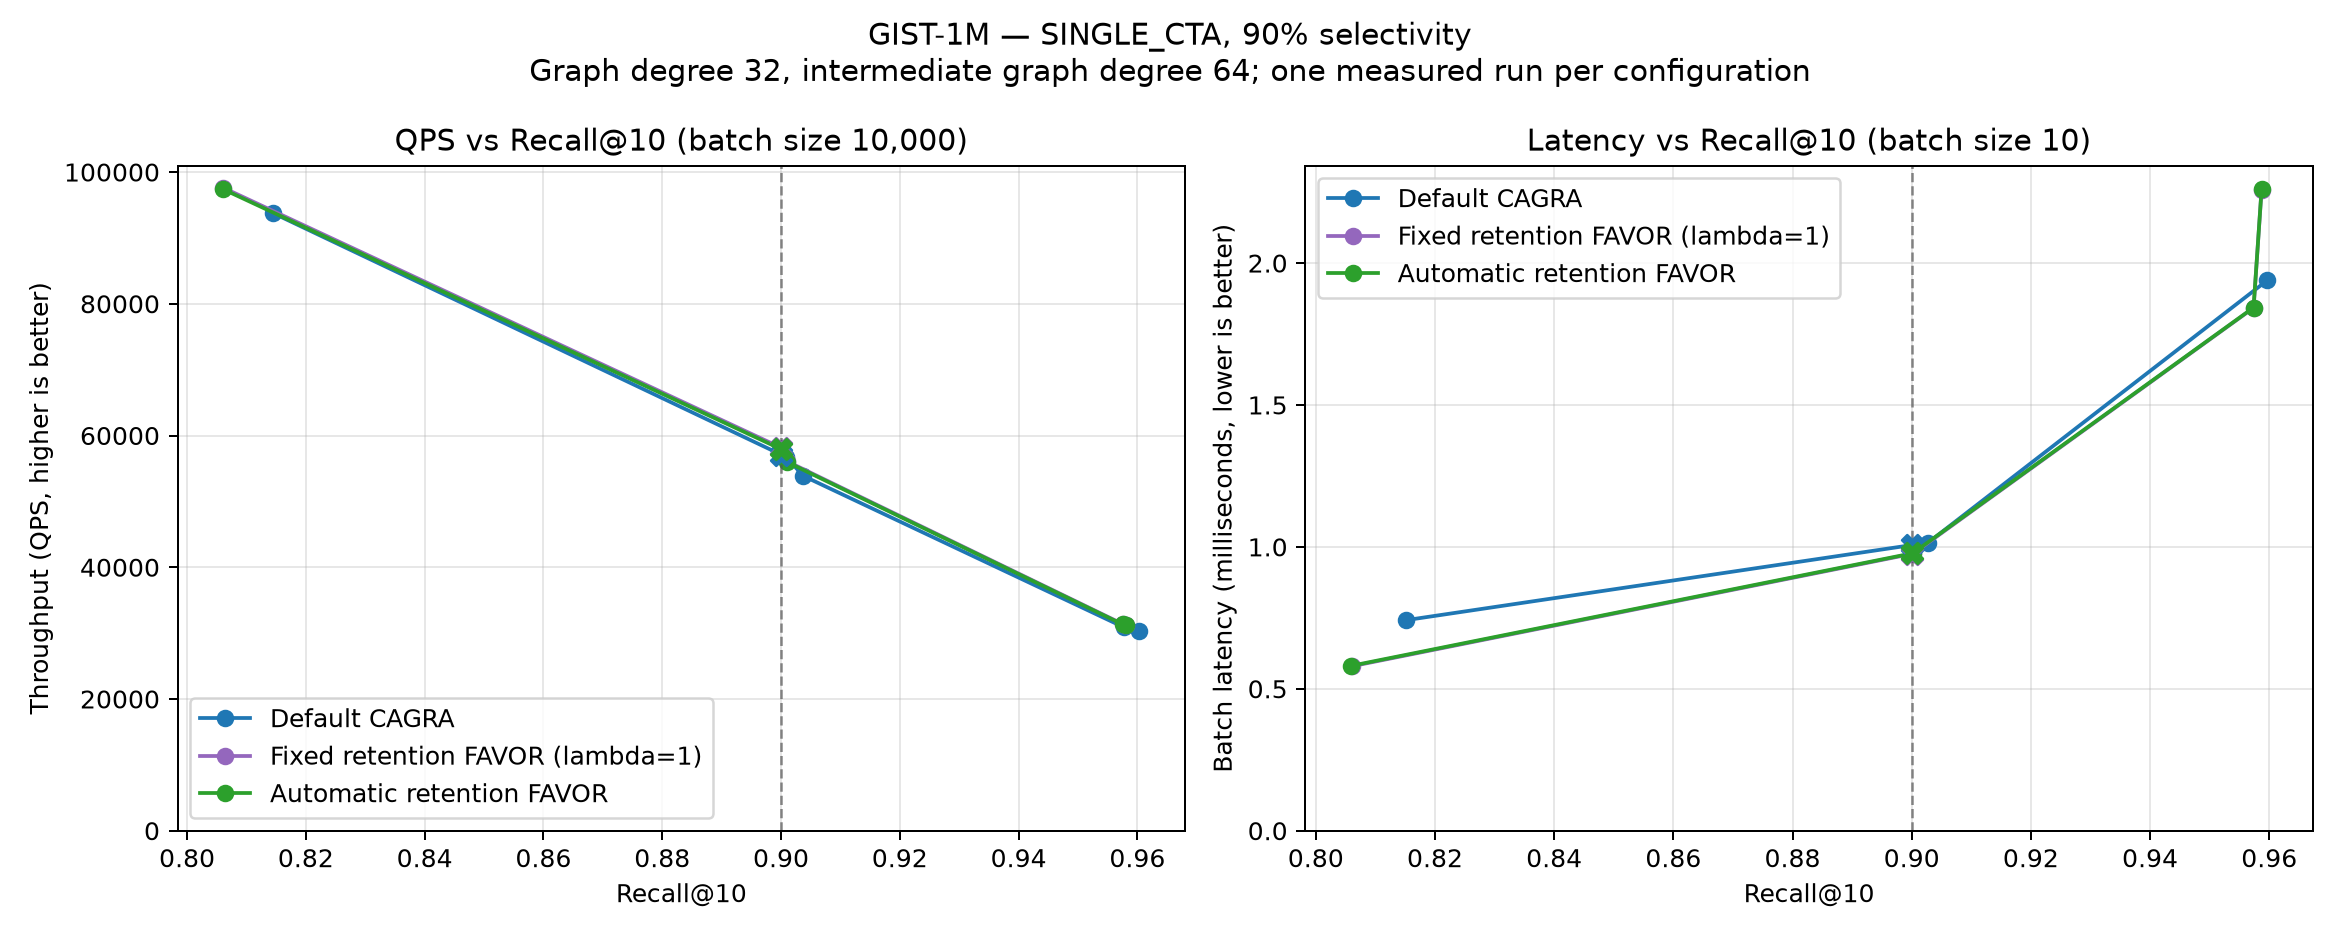 GIST-1M — SINGLE_CTA, 90% selectivity
Graph degree 32, intermediate graph degree 64; one measured run per configuration
QPS vs Recall@10 (batch size 10,000)
Throughput (QPS, higher is better)
100000
80000
60000
40000
20000
0
Default CAGRA
Fixed retention FAVOR (lambda=1)
Automatic retention FAVOR
0.80 0.82 0.84 0.86 0.88 0.90 0.92 0.94 0.96
Recall@10
Latency vs Recall@10 (batch size 10)
Batch latency (milliseconds, lower is better)
Default CAGRA
Fixed retention FAVOR (lambda=1)
Automatic retention FAVOR
2.0
1.5
1.0
0.5
0.0
0.80 0.82 0.84 0.86 0.88 0.90 0.92 0.94 0.96
Recall@10